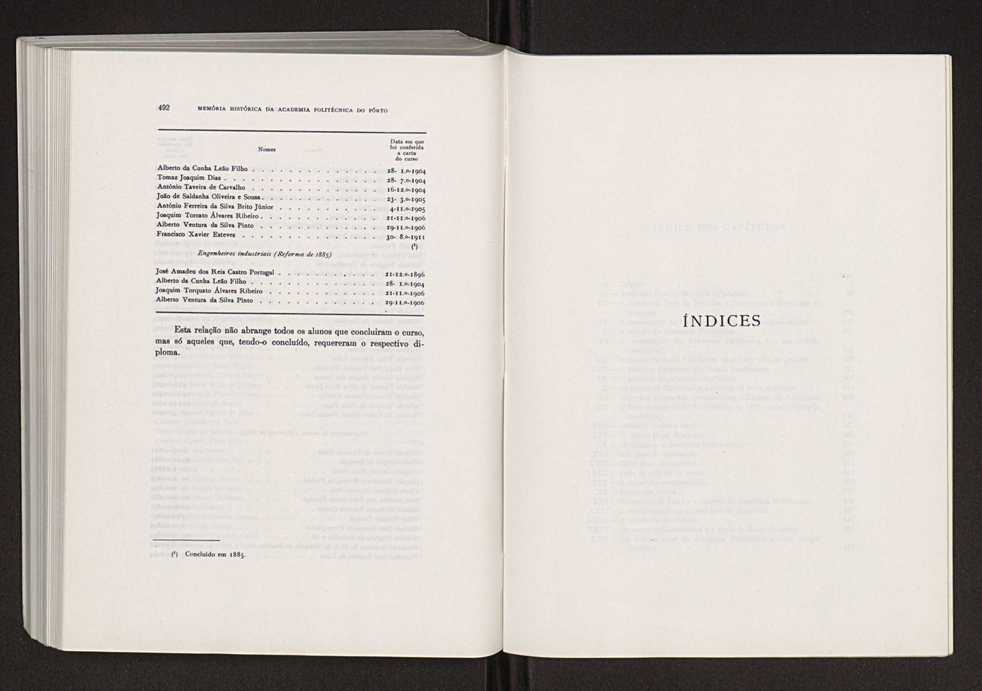 492 MEMÓRIA HISTÓRICA DA ACADEMIA POLITÉCNICA DO PÔRTO
Nomes
Data em que
foi conferida
a carta
do curso
Alberto da Cunha Leão Filho . . . . . . . . . . . . . . 28- 1.º-1904
Tomaz Joaquim Dias . . . . . . . . . . . . . . . . . 28- 7.º-1904
António Taveira de Carvalho . . . . . . . . . . . . . . 16-12.º-1904
João de Saldanha Oliveira e Sousa . . . . . . . . . . . . . 23- 3.º-1905
António Ferreira da Silva Brito Júnior . . . . . . . . . . . 4-11.º-1905
Joaquim Torcato Álvares Ribeiro . . . . . . . . . . . . . 21-11.º-1906
Alberto Ventura da Silva Pinto . . . . . . . . . . . . . 29-11.º-1906
Francisco Xavier Esteves . . . . . . . . . . . . . . . 30- 8.º-1911
(¹)
Engenheiros industriais (Reforma de 1885)
José Amadeu dos Reis Castro Portugal . . . . . . . . . . . 21-12.º-1896
Alberto da Cunha Leão Filho . . . . . . . . . . . . . . 28- 1.º-1904
Joaquim Torquato Álvares Ribeiro . . . . . . . . . . . . 21-11.º-1906
Alberto Ventura da Silva Pinto . . . . . . . . . . . . . 29-11.º-1906
Esta relação não abrange todos os alunos que concluíram o curso,
mas só aqueles que, tendo-o concluído, requereram o respectivo di-
ploma.
(¹) Concluído em 1885.
ÍNDICES